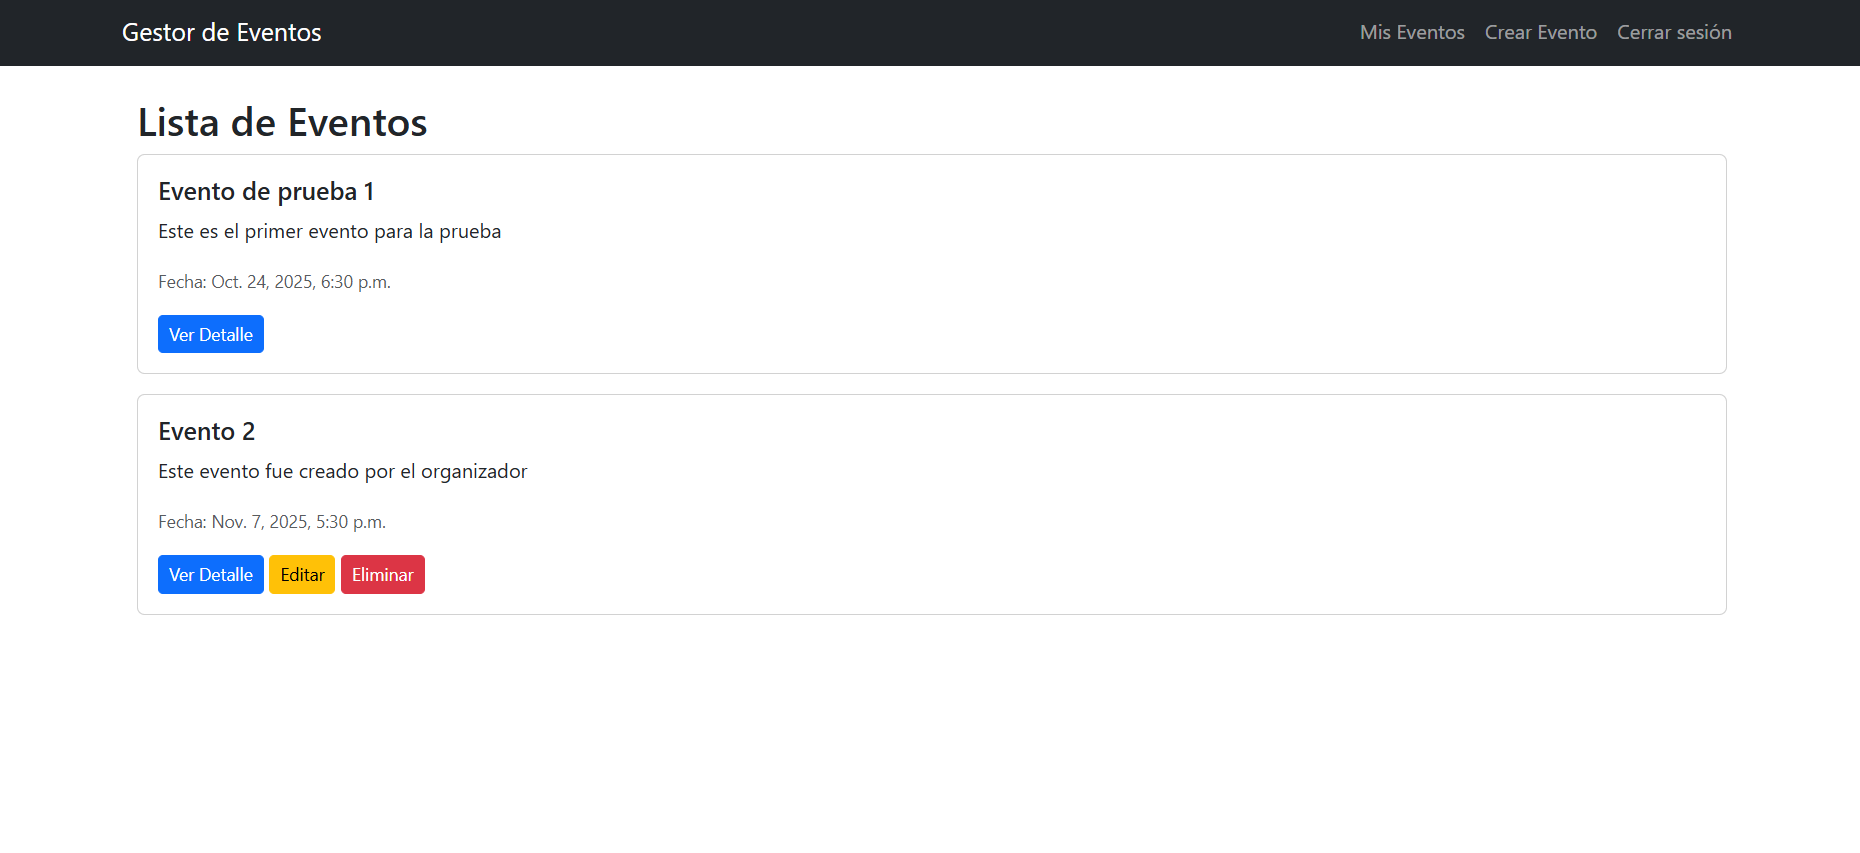 Gestor de Eventos Mis Eventos Crear Evento Cerrar sesión
Lista de Eventos
Evento de prueba 1
Este es el primer evento para la prueba
Fecha: Oct. 24, 2025, 6:30 p.m.
Ver Detalle
Evento 2
Este evento fue creado por el organizador
Fecha: Nov. 7, 2025, 5:30 p.m.
Ver Detalle Editar Eliminar